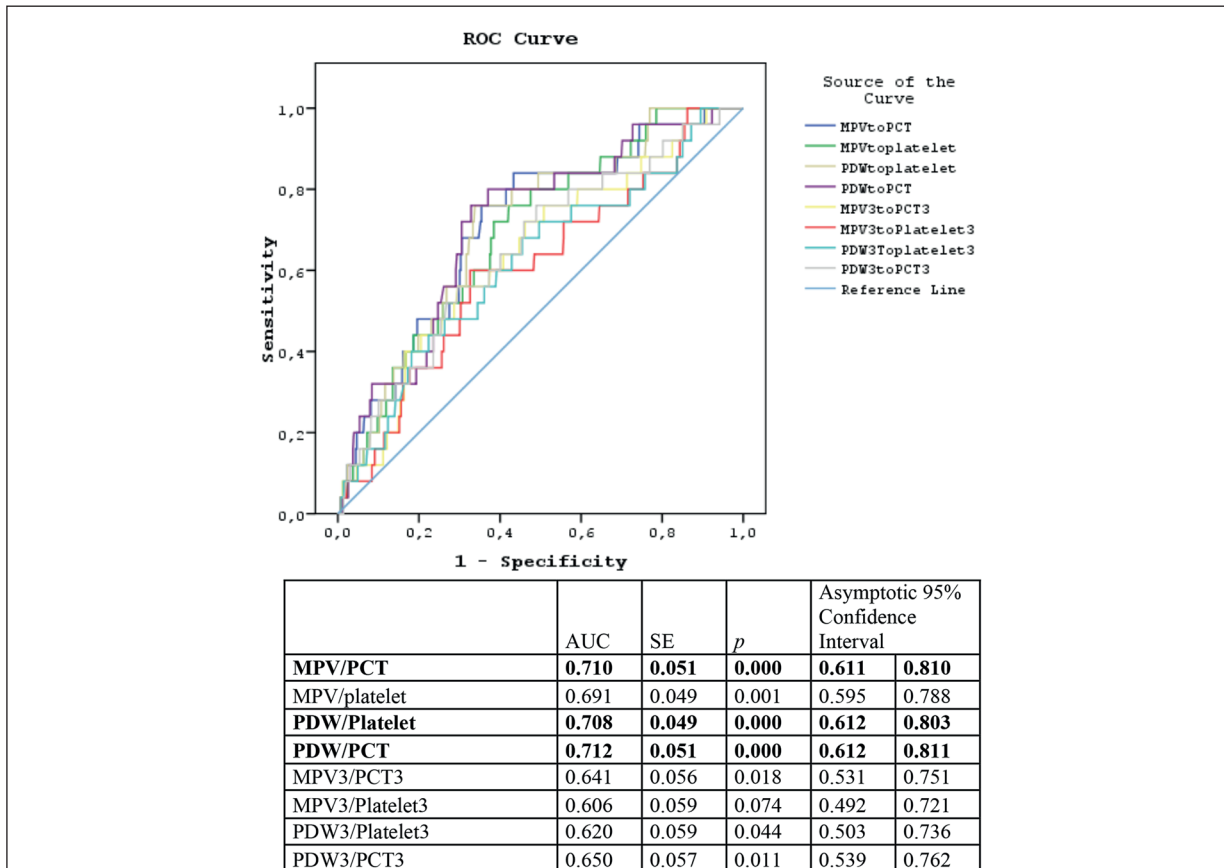 ROC Curve
Source of the
Curve
MPVtoPCT
MPVtoplatelet
PDWtoplatelet
PDWtoPCT
MPV3toPCT3
MPV3toPlatelet3
PDW3Toplatelet3
PDW3toPCT3
Reference Line
Sensitivity
1,0
0,8
0,6
0,4
0,2
0,0
0,0 0,2 0,4 0,6 0,8 1,0
1 - Specificity
AUC SE p Asymptotic 95%
Confidence
Interval
MPV/PCT 0.710 0.051 0.000 0.611 0.810
MPV/platelet 0.691 0.049 0.001 0.595 0.788
PDW/Platelet 0.708 0.049 0.000 0.612 0.803
PDW/PCT 0.712 0.051 0.000 0.612 0.811
MPV3/PCT3 0.641 0.056 0.018 0.531 0.751
MPV3/Platelet3 0.606 0.059 0.074 0.492 0.721
PDW3/Platelet3 0.620 0.059 0.044 0.503 0.736
PDW3/PCT3 0.650 0.057 0.011 0.539 0.762